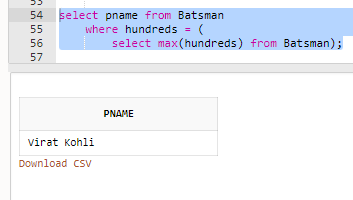 53
54 select pname from Batsman
55 where hundreds = (
56 select max(hundreds) from Batsman);
57
PNAME
Virat Kohli
Download CSV